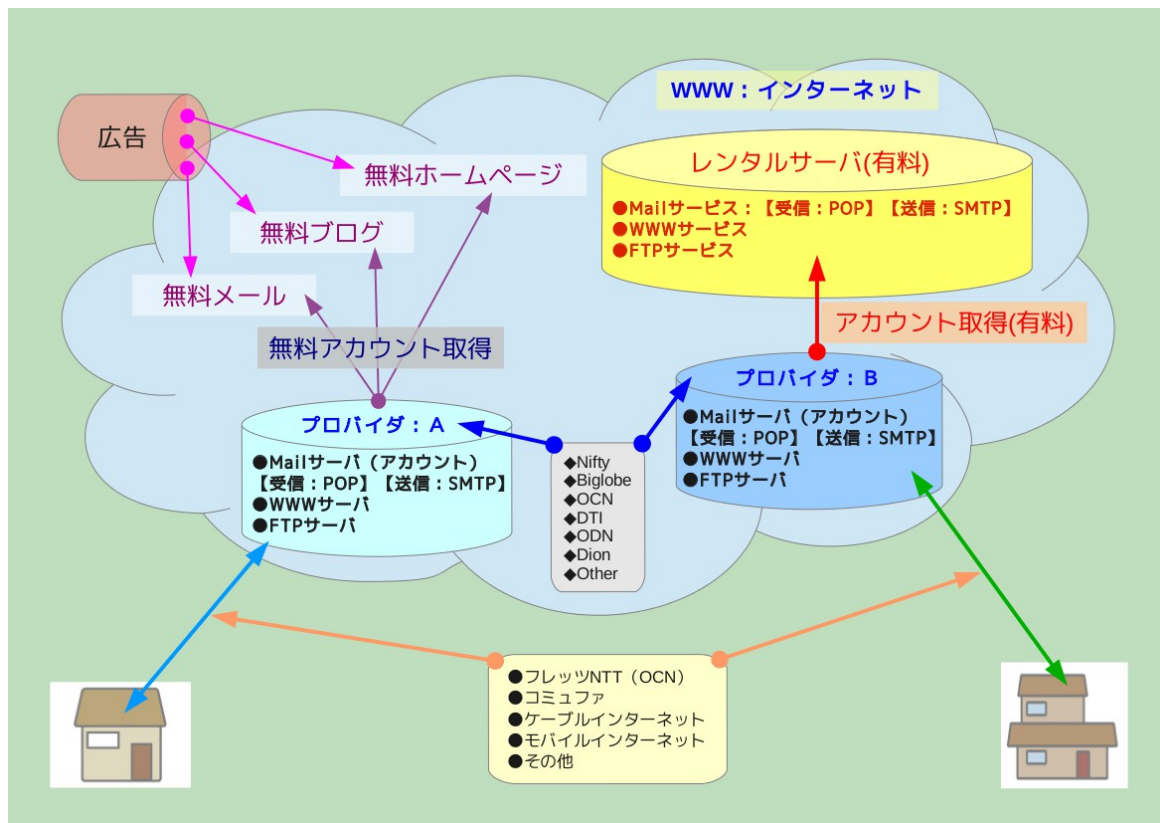 WWW：インターネット
広告
無料ホームページ
無料ブログ
無料メール
無料アカウント取得
レンタルサーバ(有料)
●Mailサービス：【受信：POP】【送信：SMTP】
●WWWサービス
●FTPサービス
アカウント取得(有料)
プロバイダ：A
●Mailサーバ（アカウント）
【受信：POP】【送信：SMTP】
●WWWサーバ
●FTPサーバ
プロバイダ：B
●Mailサーバ（アカウント）
【受信：POP】【送信：SMTP】
●WWWサーバ
●FTPサーバ
◆Nifty
◆Biglobe
◆OCN
◆DTI
◆ODN
◆Dion
◆Other
●フレッツNTT（OCN）
●コミュファ
●ケーブルインターネット
●モバイルインターネット
●その他